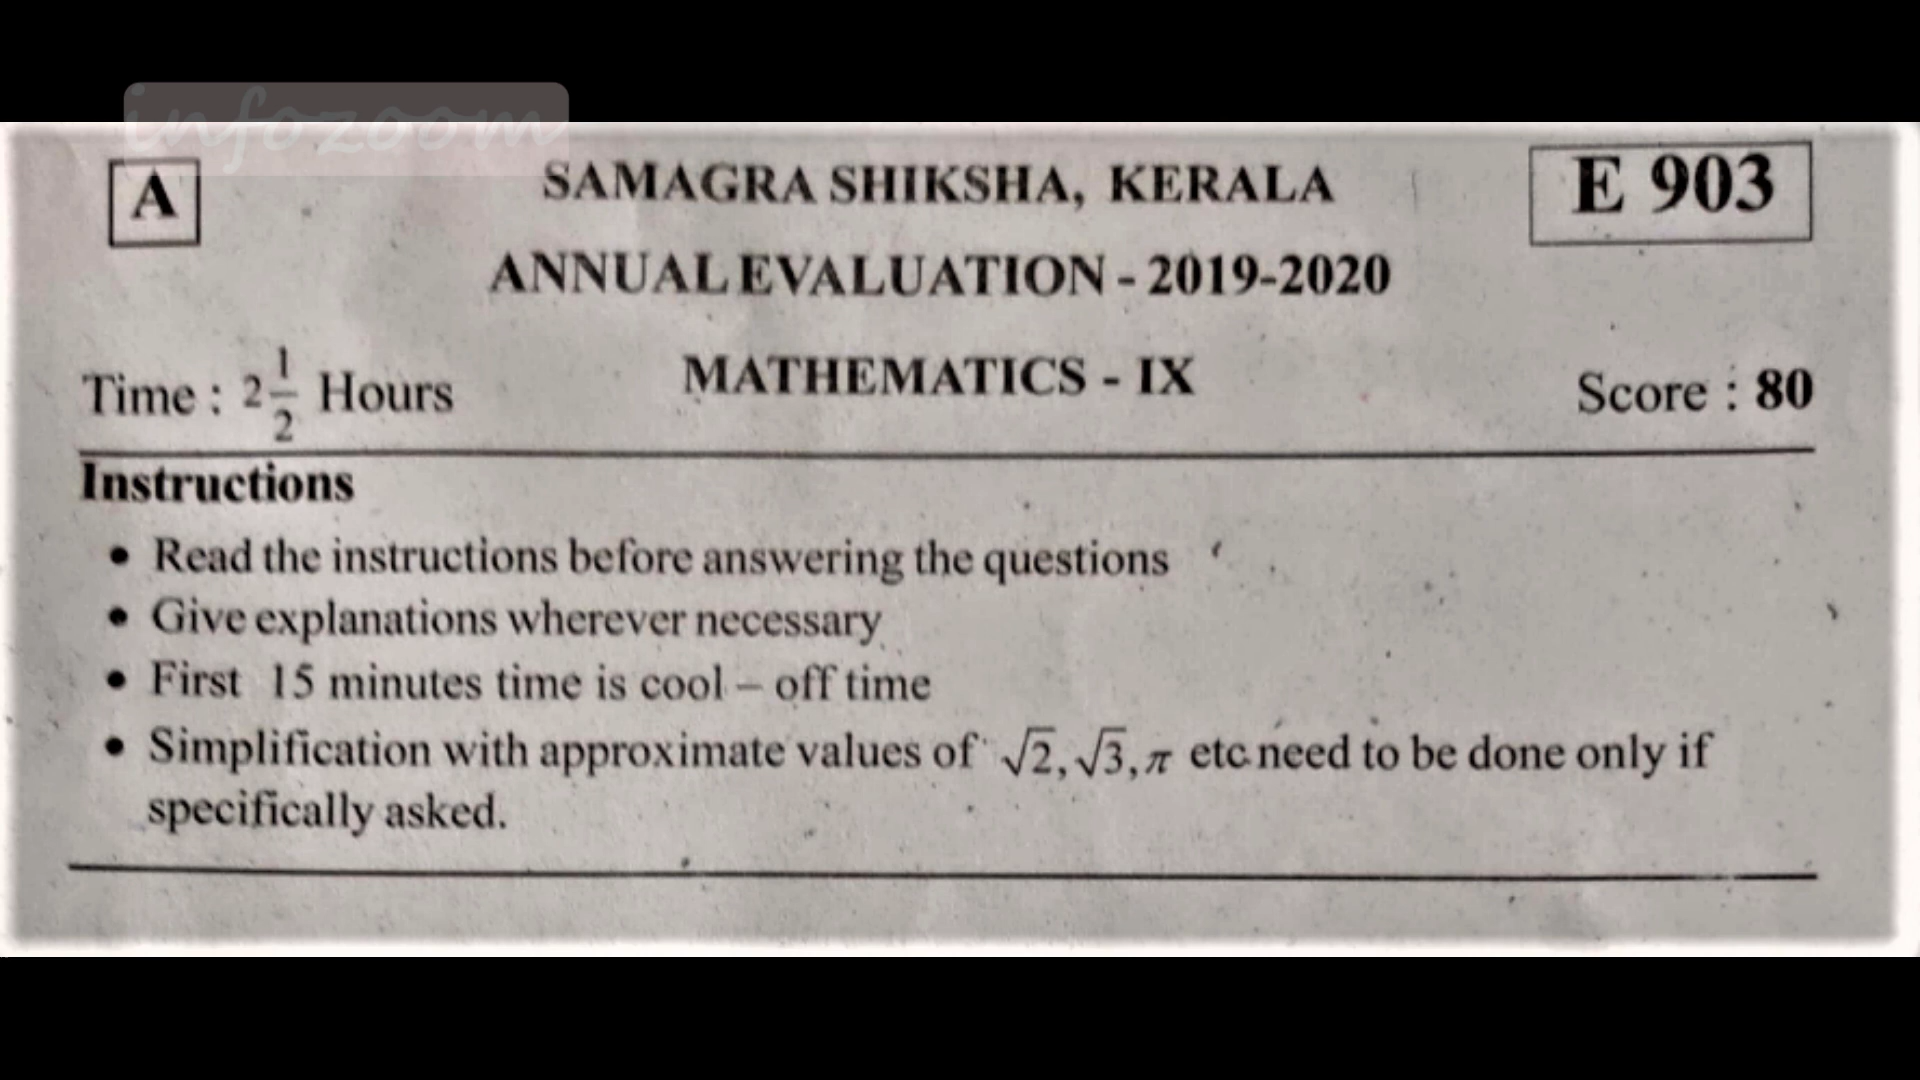 infozoom
A
SAMAGRA SHIKSHA, KERALA
E 903
ANNUAL EVALUATION - 2019-2020
Time : 2 1/2 Hours
MATHEMATICS - IX
Score : 80
Instructions
• Read the instructions before answering the questions
• Give explanations wherever necessary
• First 15 minutes time is cool – off time
• Simplification with approximate values of √2, √3, π etc need to be done only if
specifically asked.